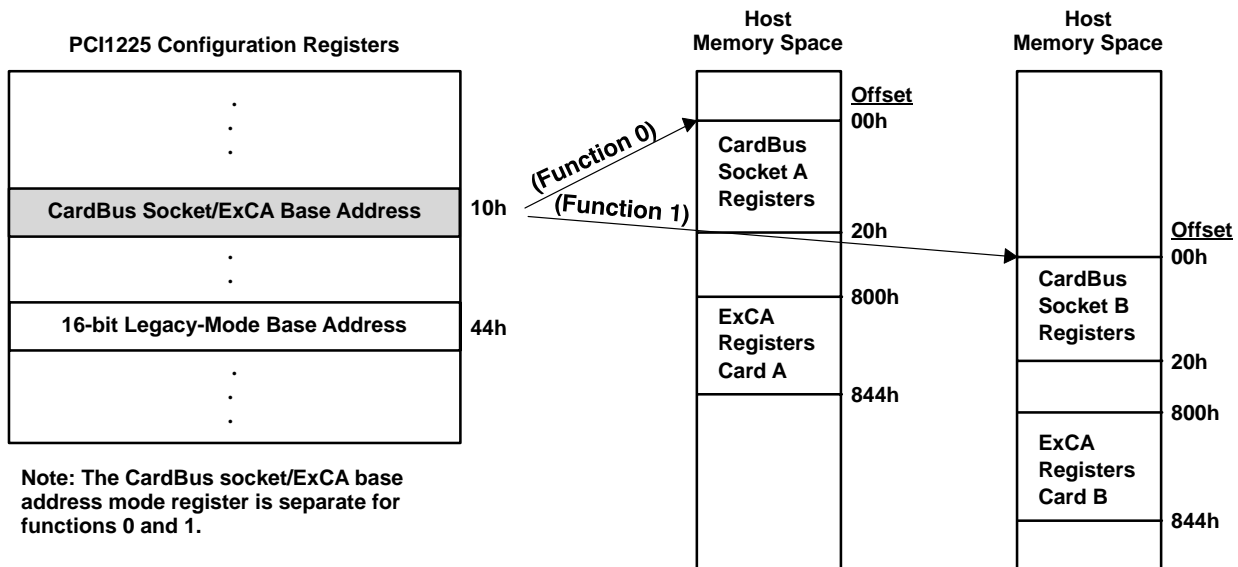 PCI1225 Configuration Registers
CardBus Socket/ExCA Base Address
10h
16-bit Legacy-Mode Base Address
44h
Note: The CardBus socket/ExCA base
address mode register is separate for
functions 0 and 1.
(Function 0)
(Function 1)
Host
Memory Space
Offset
00h
CardBus
Socket A
Registers
20h
800h
ExCA
Registers
Card A
844h
Host
Memory Space
Offset
00h
CardBus
Socket B
Registers
20h
800h
ExCA
Registers
Card B
844h